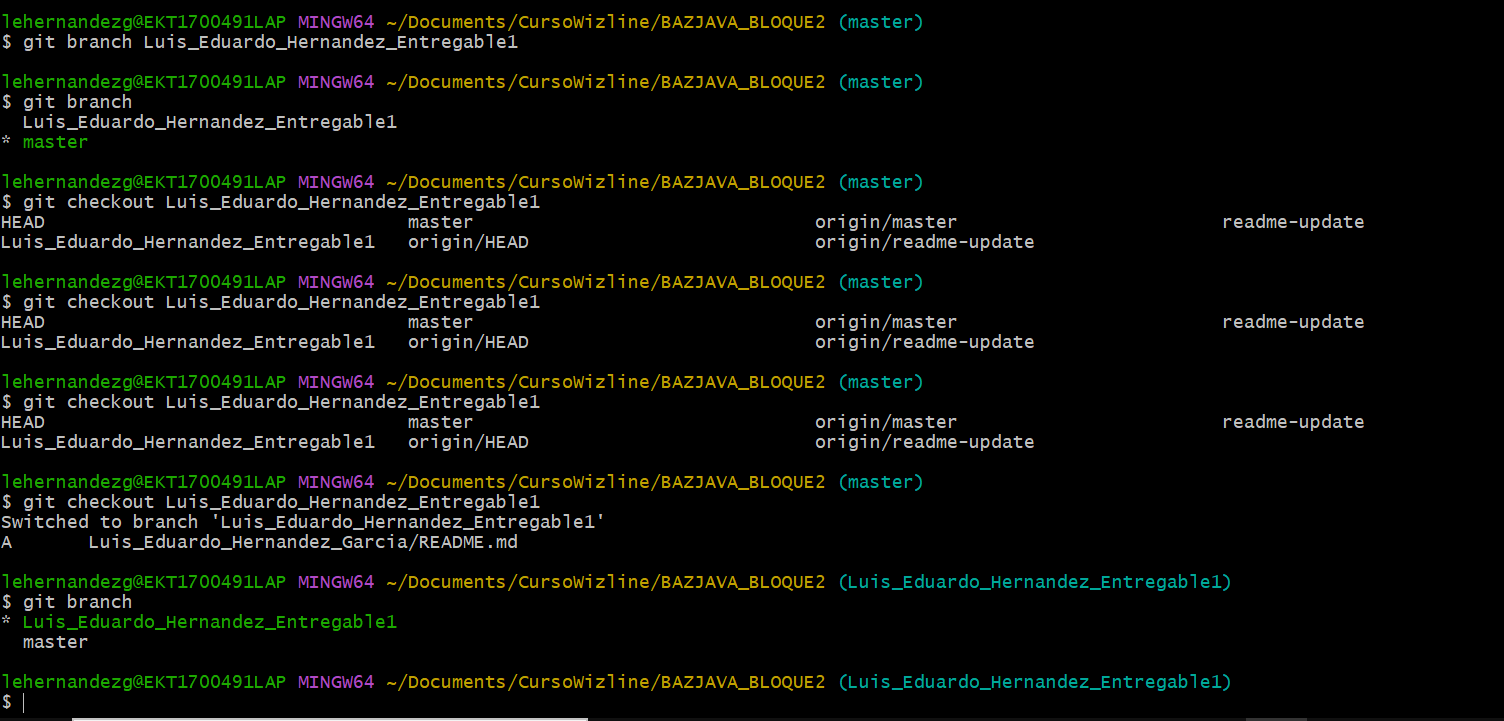 lehernandezg@EKT1700491LAP MINGW64 ~/Documents/CursoWizline/BAZJAVA_BLOQUE2 (master)
$ git branch Luis_Eduardo_Hernandez_Entregable1
lehernandezg@EKT1700491LAP MINGW64 ~/Documents/CursoWizline/BAZJAVA_BLOQUE2 (master)
$ git branch
  Luis_Eduardo_Hernandez_Entregable1
* master
lehernandezg@EKT1700491LAP MINGW64 ~/Documents/CursoWizline/BAZJAVA_BLOQUE2 (master)
$ git checkout Luis_Eduardo_Hernandez_Entregable1
HEAD master origin/master readme-update
Luis_Eduardo_Hernandez_Entregable1 origin/HEAD origin/readme-update
lehernandezg@EKT1700491LAP MINGW64 ~/Documents/CursoWizline/BAZJAVA_BLOQUE2 (master)
$ git checkout Luis_Eduardo_Hernandez_Entregable1
HEAD master origin/master readme-update
Luis_Eduardo_Hernandez_Entregable1 origin/HEAD origin/readme-update
lehernandezg@EKT1700491LAP MINGW64 ~/Documents/CursoWizline/BAZJAVA_BLOQUE2 (master)
$ git checkout Luis_Eduardo_Hernandez_Entregable1
HEAD master origin/master readme-update
Luis_Eduardo_Hernandez_Entregable1 origin/HEAD origin/readme-update
lehernandezg@EKT1700491LAP MINGW64 ~/Documents/CursoWizline/BAZJAVA_BLOQUE2 (master)
$ git checkout Luis_Eduardo_Hernandez_Entregable1
Switched to branch 'Luis_Eduardo_Hernandez_Entregable1'
A Luis_Eduardo_Hernandez_Garcia/README.md
lehernandezg@EKT1700491LAP MINGW64 ~/Documents/CursoWizline/BAZJAVA_BLOQUE2 (Luis_Eduardo_Hernandez_Entregable1)
$ git branch
* Luis_Eduardo_Hernandez_Entregable1
  master
lehernandezg@EKT1700491LAP MINGW64 ~/Documents/CursoWizline/BAZJAVA_BLOQUE2 (Luis_Eduardo_Hernandez_Entregable1)
$